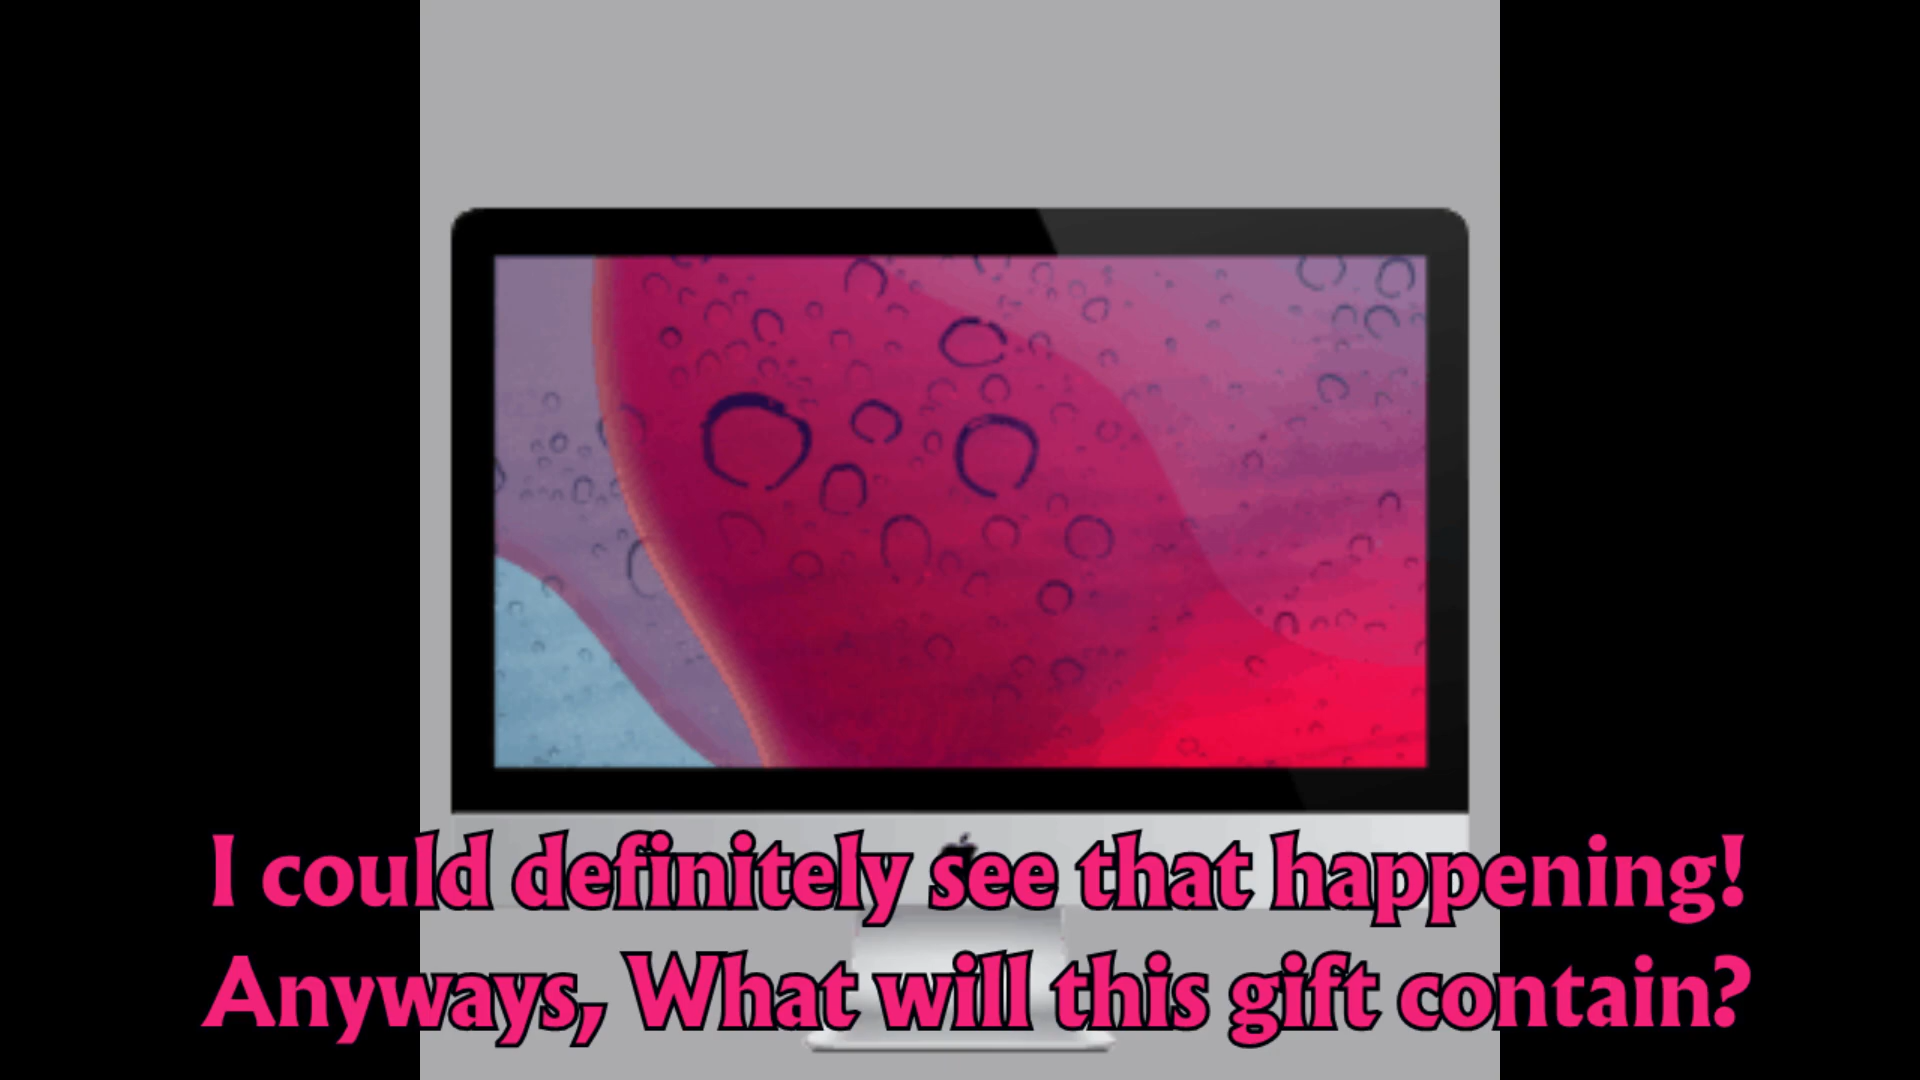 I could definitely see that happening!
Anyways, What will this gift contain?